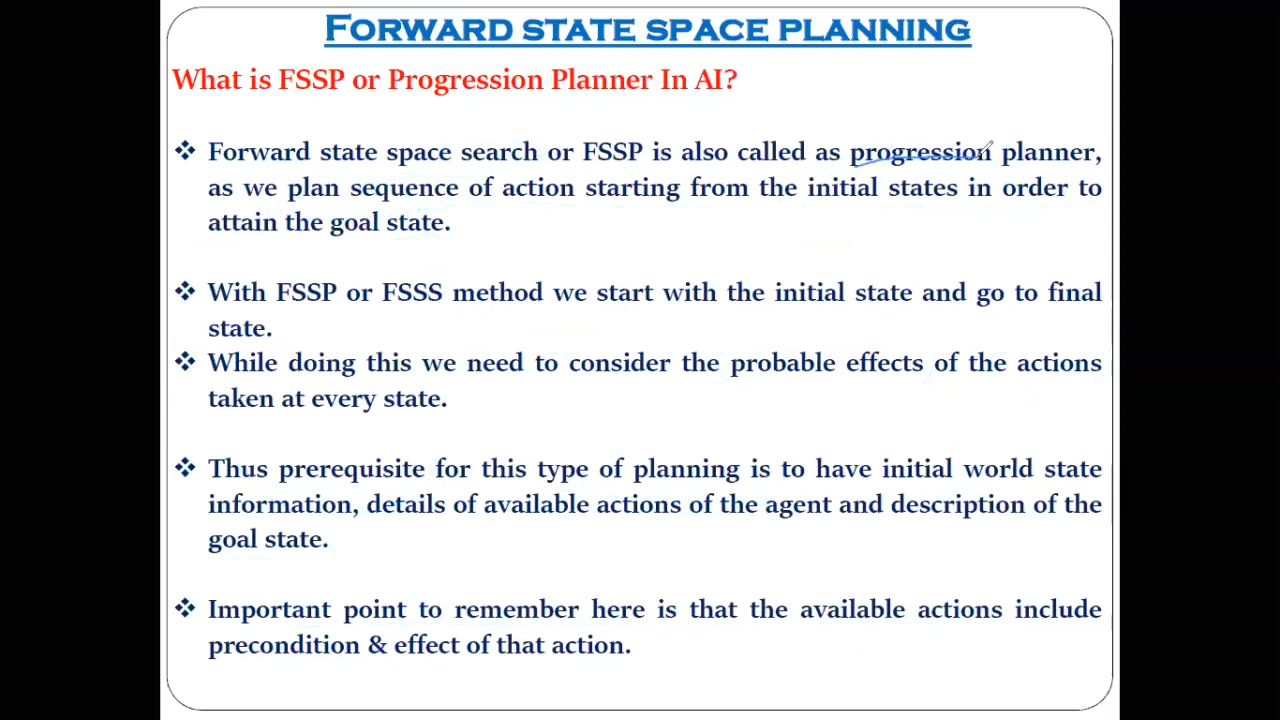 FORWARD STATE SPACE PLANNING
What is FSSP or Progression Planner In AI?
❖ Forward state space search or FSSP is also called as progression planner,
as we plan sequence of action starting from the initial states in order to
attain the goal state.
❖ With FSSP or FSSS method we start with the initial state and go to final
state.
❖ While doing this we need to consider the probable effects of the actions
taken at every state.
❖ Thus prerequisite for this type of planning is to have initial world state
information, details of available actions of the agent and description of the
goal state.
❖ Important point to remember here is that the available actions include
precondition & effect of that action.